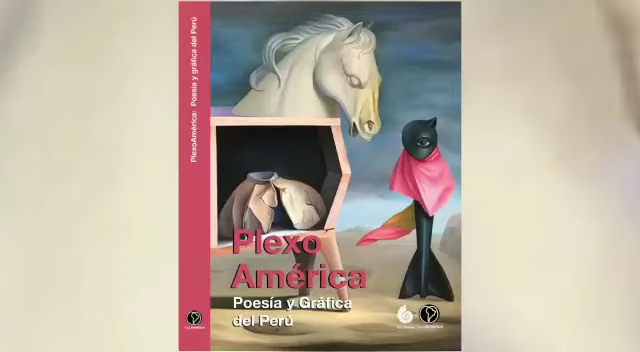 PlexoAmérica: Poesía y gráfica del Perú
Plexo
América
Poesía y Gráfica
del Perú